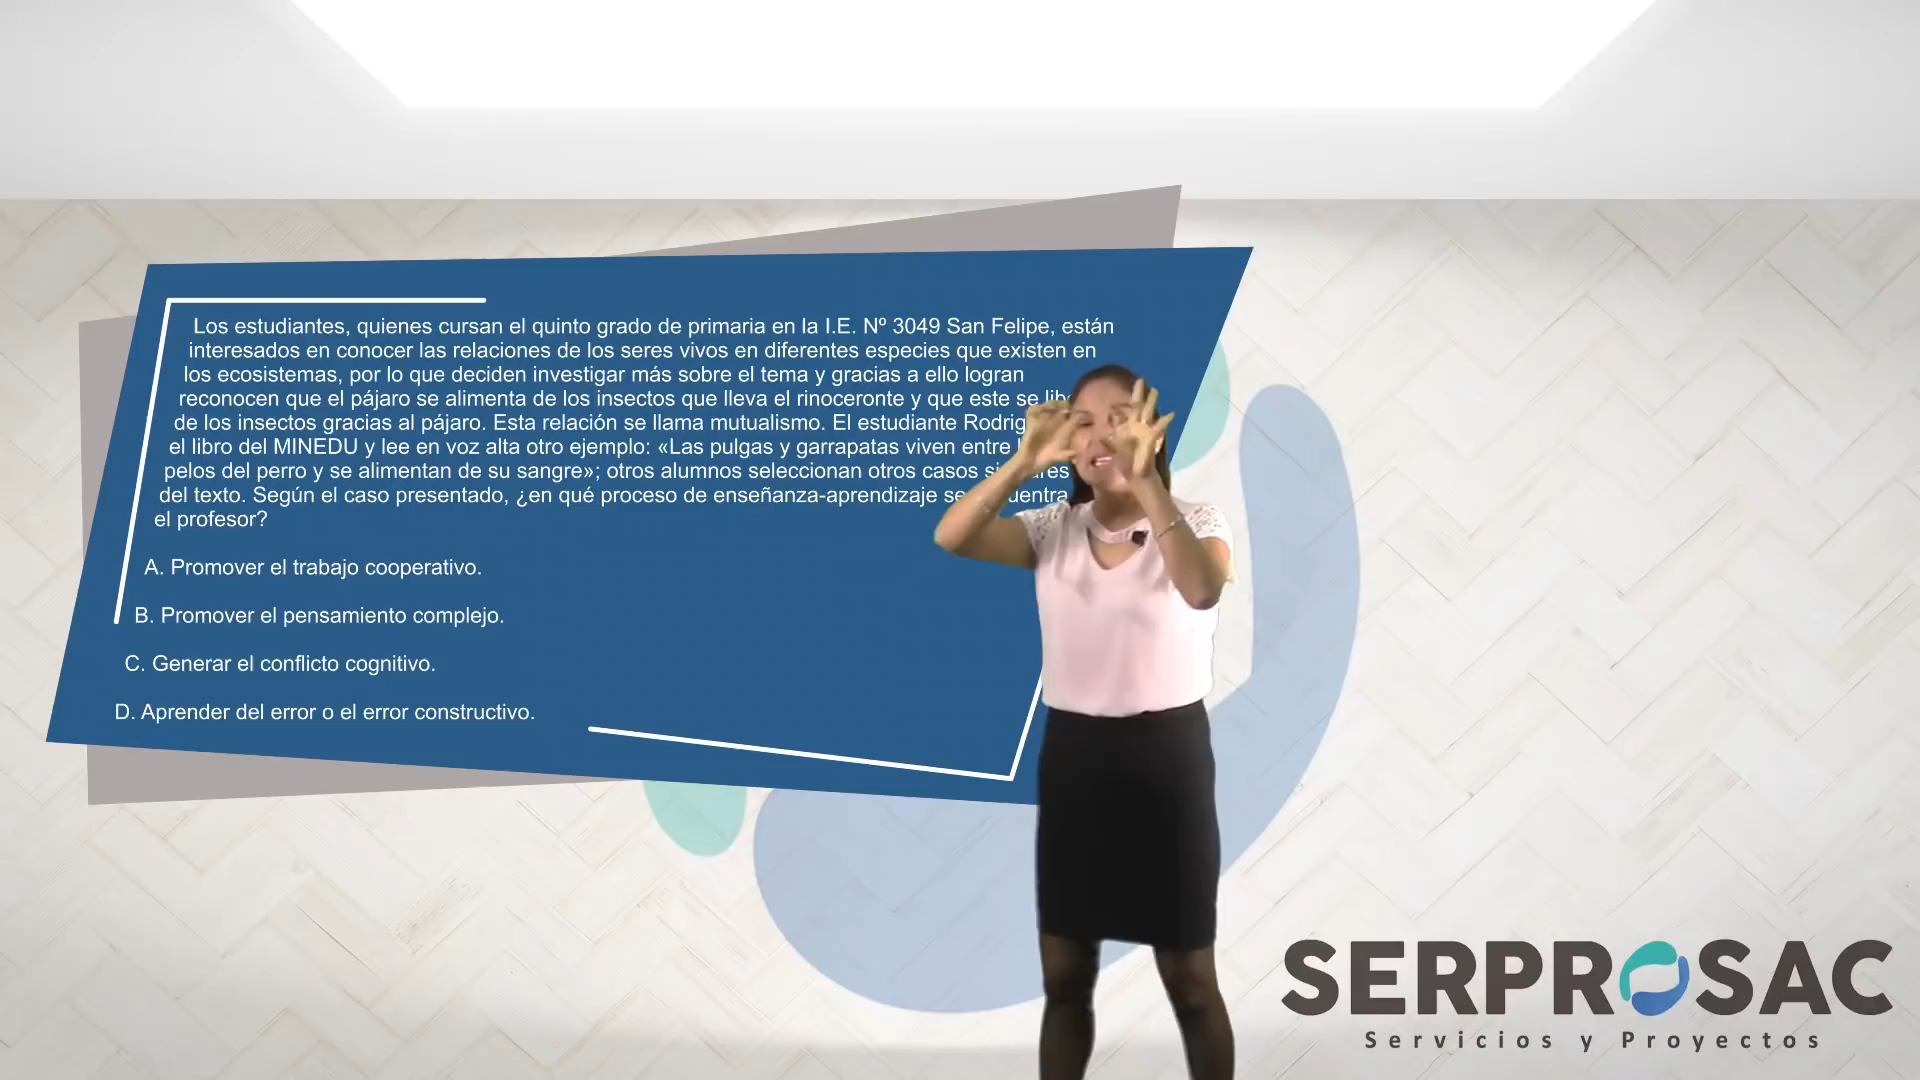 Los estudiantes, quienes cursan el quinto grado de primaria en la I.E. Nº 3049 San Felipe, están
interesados en conocer las relaciones de los seres vivos en diferentes especies que existen en
los ecosistemas, por lo que deciden investigar más sobre el tema y gracias a ello logran
reconocen que el pájaro se alimenta de los insectos que lleva el rinoceronte y que este se
de los insectos gracias al pájaro. Esta relación se llama mutualismo. El estudiante
el libro del MINEDU y lee en voz alta otro ejemplo: «Las pulgas y garrapatas viven entre
pelos del perro y se alimentan de su sangre»; otros alumnos seleccionan otros casos
del texto. Según el caso presentado, ¿en qué proceso de enseñanza-aprendizaje
el profesor?
A. Promover el trabajo cooperativo.
B. Promover el pensamiento complejo.
C. Generar el conflicto cognitivo.
D. Aprender del error o el error constructivo.
SERPROSAC
Servicios y Proyectos